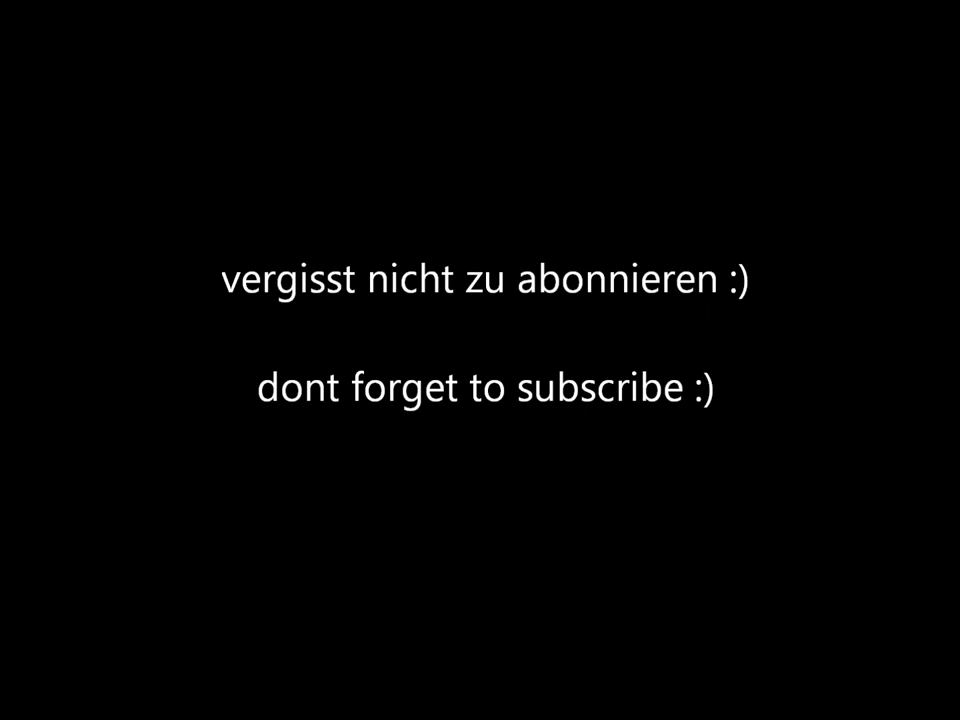 vergisst nicht zu abonnieren :)
dont forget to subscribe :)